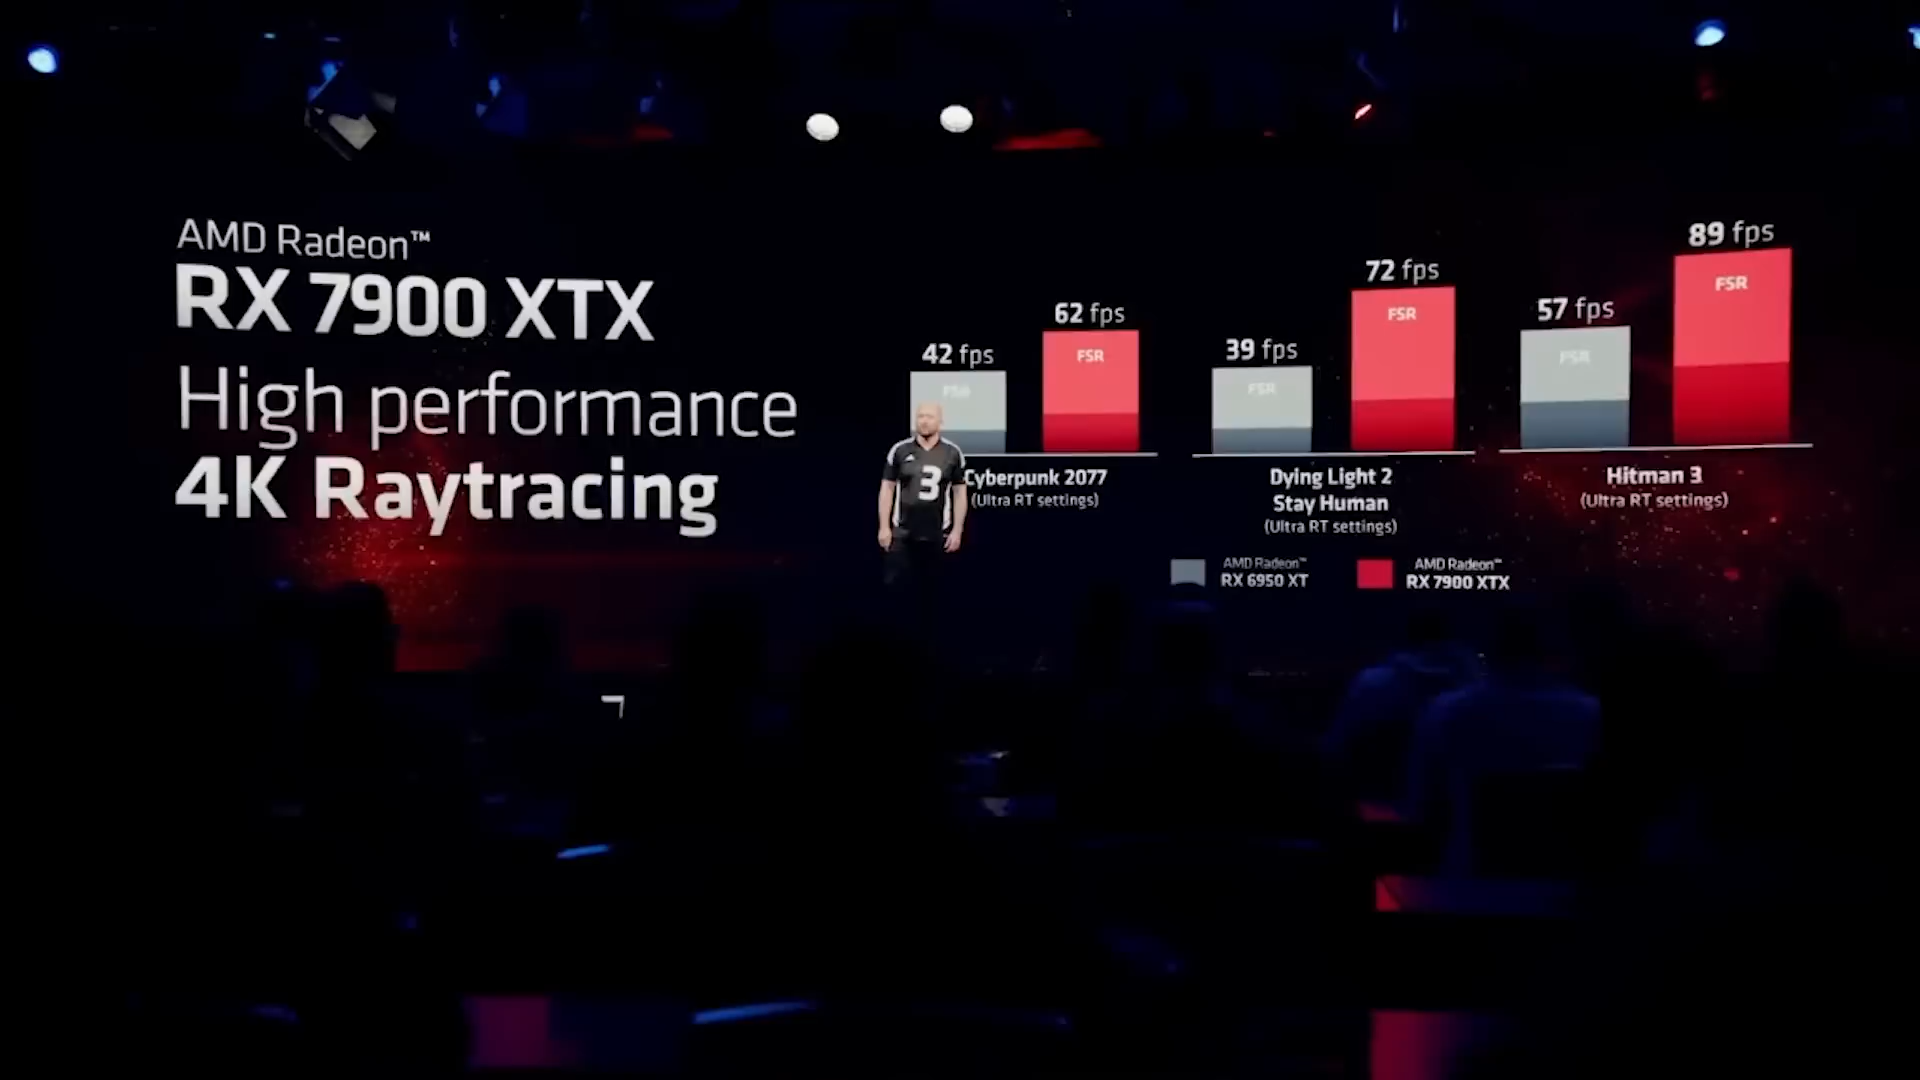 AMD Radeon™
RX 7900 XTX
High performance
4K Raytracing
42 fps
FSR
62 fps
FSR
Cyberpunk 2077
(Ultra RT settings)
39 fps
FSR
72 fps
FSR
Dying Light 2
Stay Human
(Ultra RT settings)
57 fps
FSR
89 fps
FSR
Hitman 3
(Ultra RT settings)
AMD Radeon™
RX 6950 XT
AMD Radeon™
RX 7900 XTX
3